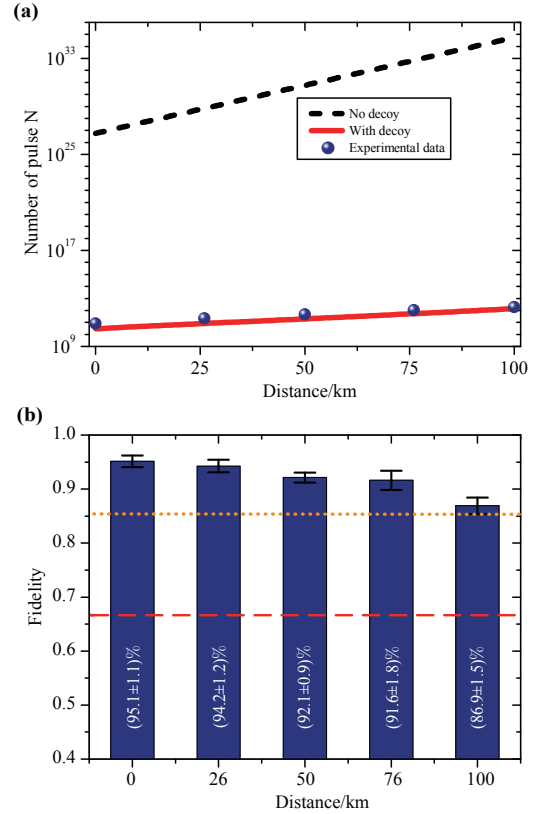 (a)
10^33
10^25
10^17
10^9
Number of pulse N
No decoy
With decoy
Experimental data
0 25 50 75 100
Distance/km
(b)
1.0
0.9
0.8
0.7
0.6
0.5
0.4
Fidelity
(95.1±1.1)%
(94.2±1.2)%
(92.1±0.9)%
(91.6±1.8)%
(86.9±1.5)%
0 26 50 76 100
Distance/km